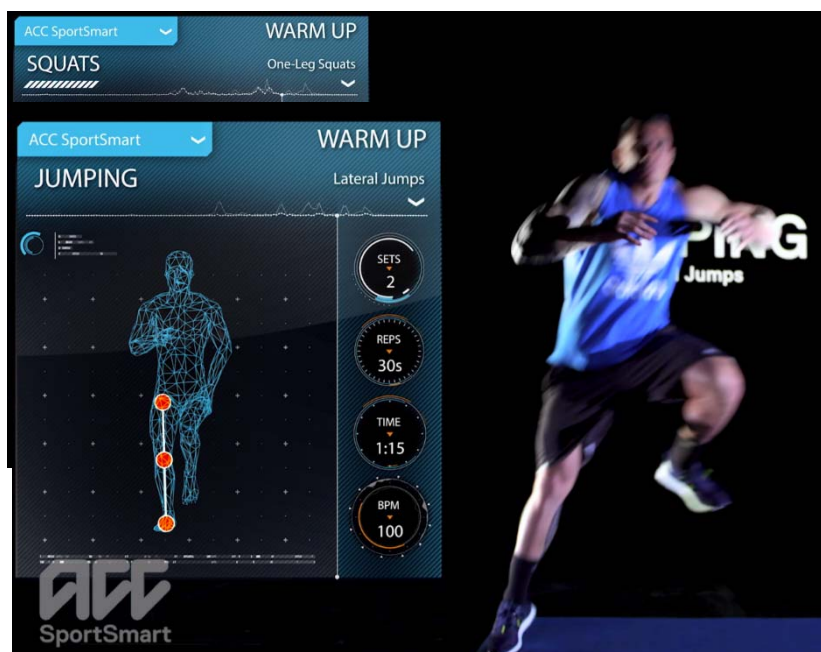 ACC SportSmart
WARM UP
SQUATS
One-Leg Squats
ACC SportSmart
WARM UP
JUMPING
Lateral Jumps
SETS
2
REPS
30s
TIME
1:15
BPM
100
PING
Jumps
ACC
SportSmart